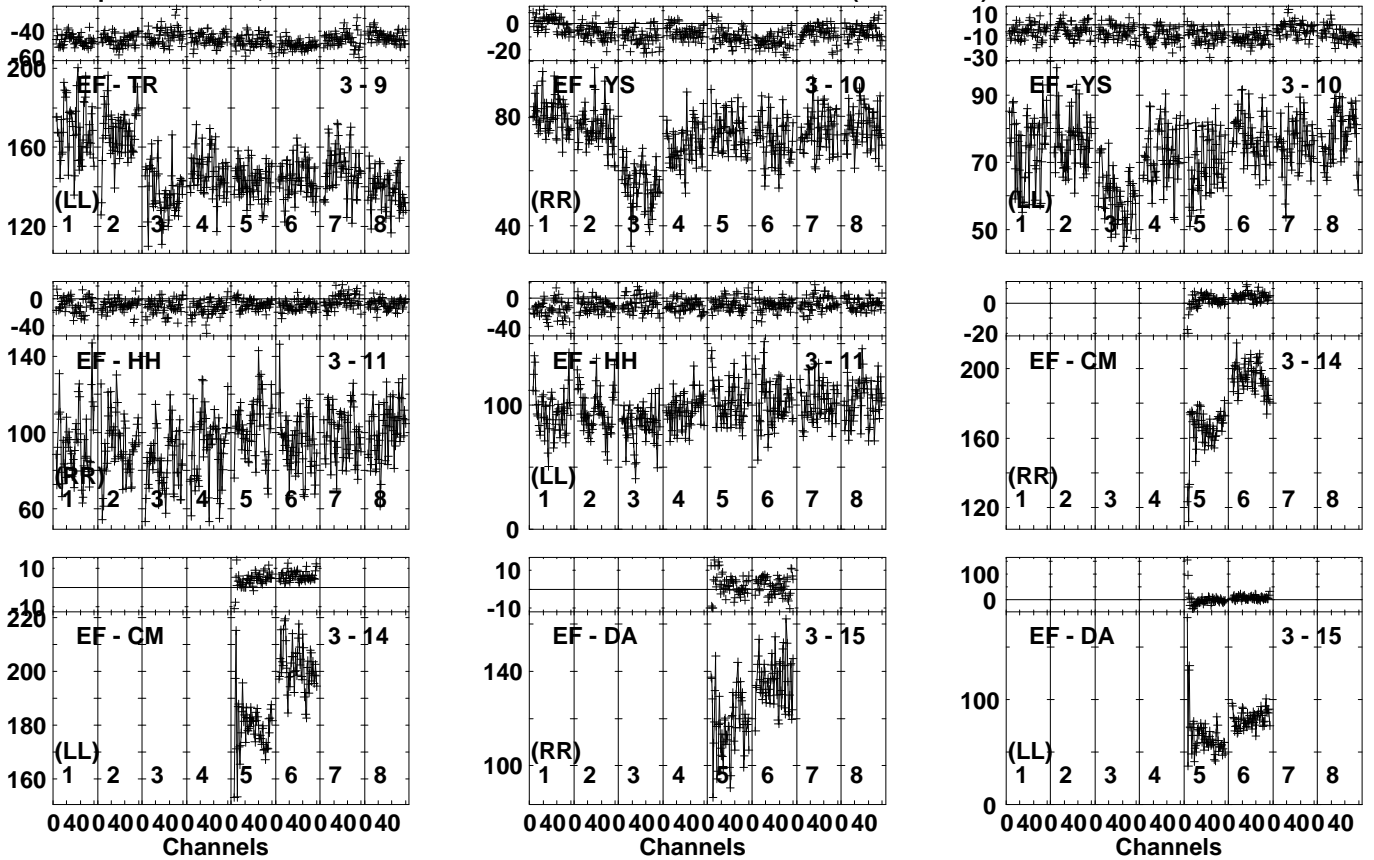 -40
-60
200
160
120
EF - TR 3 - 9
(LL)
1 2 3 4 5 6 7 8
0
-20
80
40
EF - YS 3 - 10
(RR)
1 2 3 4 5 6 7 8
10
-10
-30
90
70
50
EF - YS 3 - 10
(LL)
1 2 3 4 5 6 7 8
0
-40
140
100
60
EF - HH 3 - 11
(RR)
1 2 3 4 5 6 7 8
0
-40
100
0
EF - HH 3 - 11
(LL)
1 2 3 4 5 6 7 8
0
-20
200
160
120
EF - CM 3 - 14
(RR)
1 2 3 4 5 6 7 8
10
-10
220
200
180
160
EF - CM 3 - 14
(LL)
1 2 3 4 5 6 7 8
0 40 0 40 0 40 0 40 0 40 0 40 0 40 0 40
Channels
10
-10
140
100
EF - DA 3 - 15
(RR)
1 2 3 4 5 6 7 8
0 40 0 40 0 40 0 40 0 40 0 40 0 40 0 40
Channels
100
0
100
0
EF - DA 3 - 15
(LL)
1 2 3 4 5 6 7 8
0 40 0 40 0 40 0 40 0 40 0 40 0 40 0 40
Channels